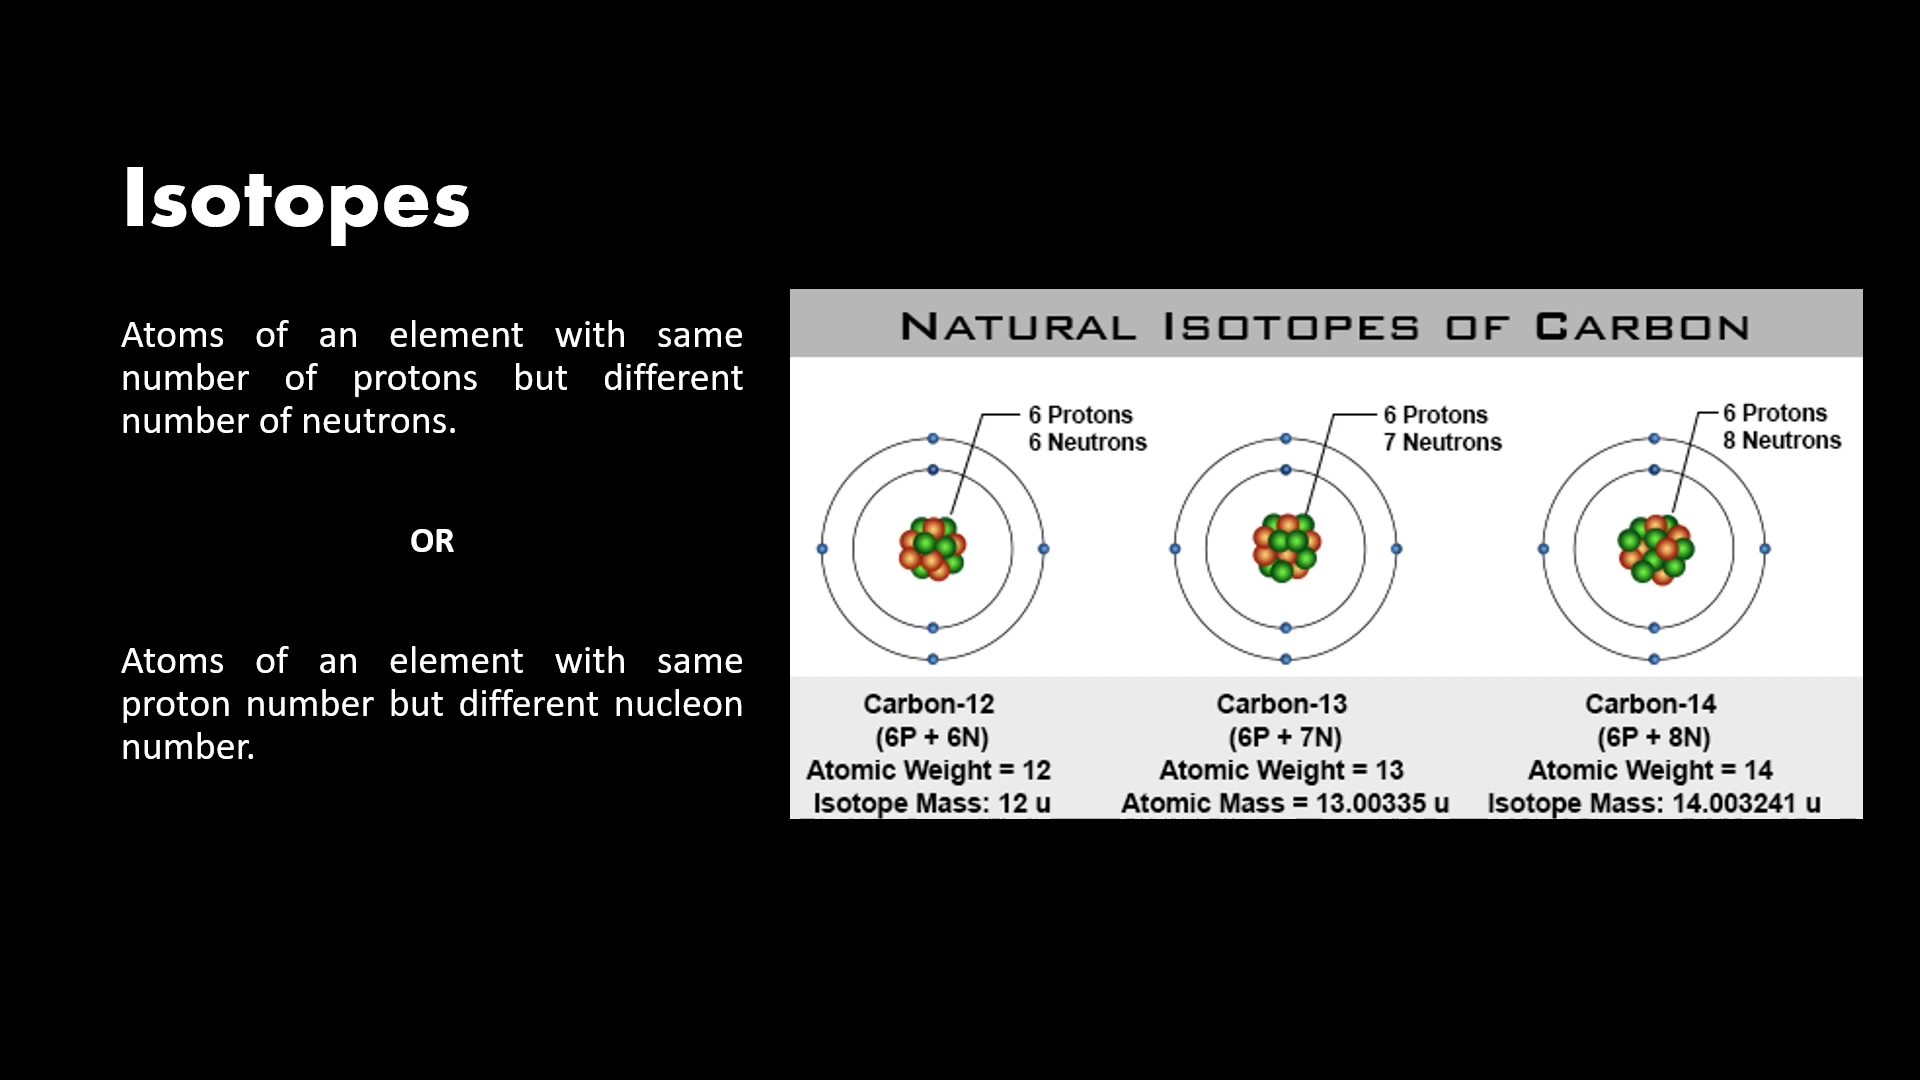 Isotopes
Atoms of an element with same
number of protons but different
number of neutrons.
OR
Atoms of an element with same
proton number but different nucleon
number.
NATURAL ISOTOPES OF CARBON
6 Protons
6 Neutrons
6 Protons
7 Neutrons
6 Protons
8 Neutrons
Carbon-12
(6P + 6N)
Atomic Weight = 12
Isotope Mass: 12 u
Carbon-13
(6P + 7N)
Atomic Weight = 13
Atomic Mass = 13.00335 u
Carbon-14
(6P + 8N)
Atomic Weight = 14
Isotope Mass: 14.003241 u